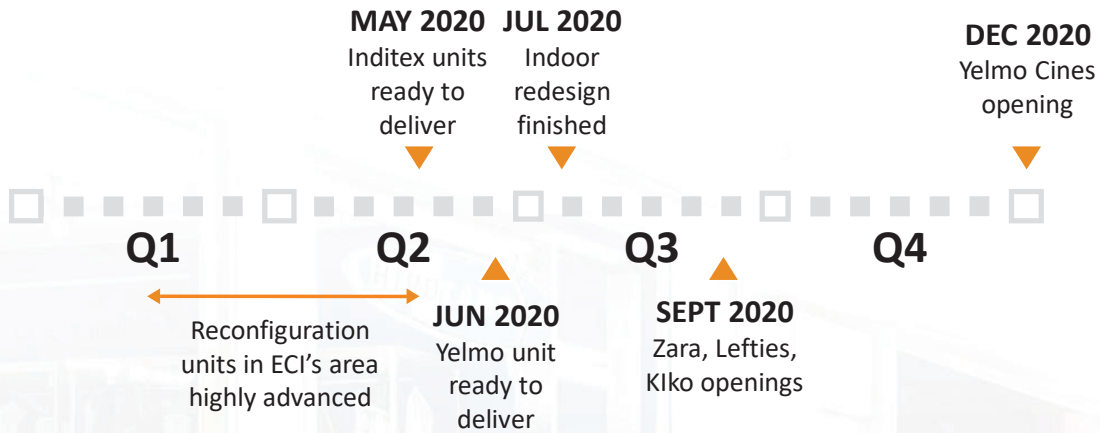 MAY 2020
Inditex units
ready to
deliver
JUL 2020
Indoor
redesign
finished
DEC 2020
Yelmo Cines
opening
Q1
Q2
Q3
Q4
Reconfiguration
units in ECI's area
highly advanced
JUN 2020
Yelmo unit
ready to
deliver
SEPT 2020
Zara, Lefties,
KIko openings